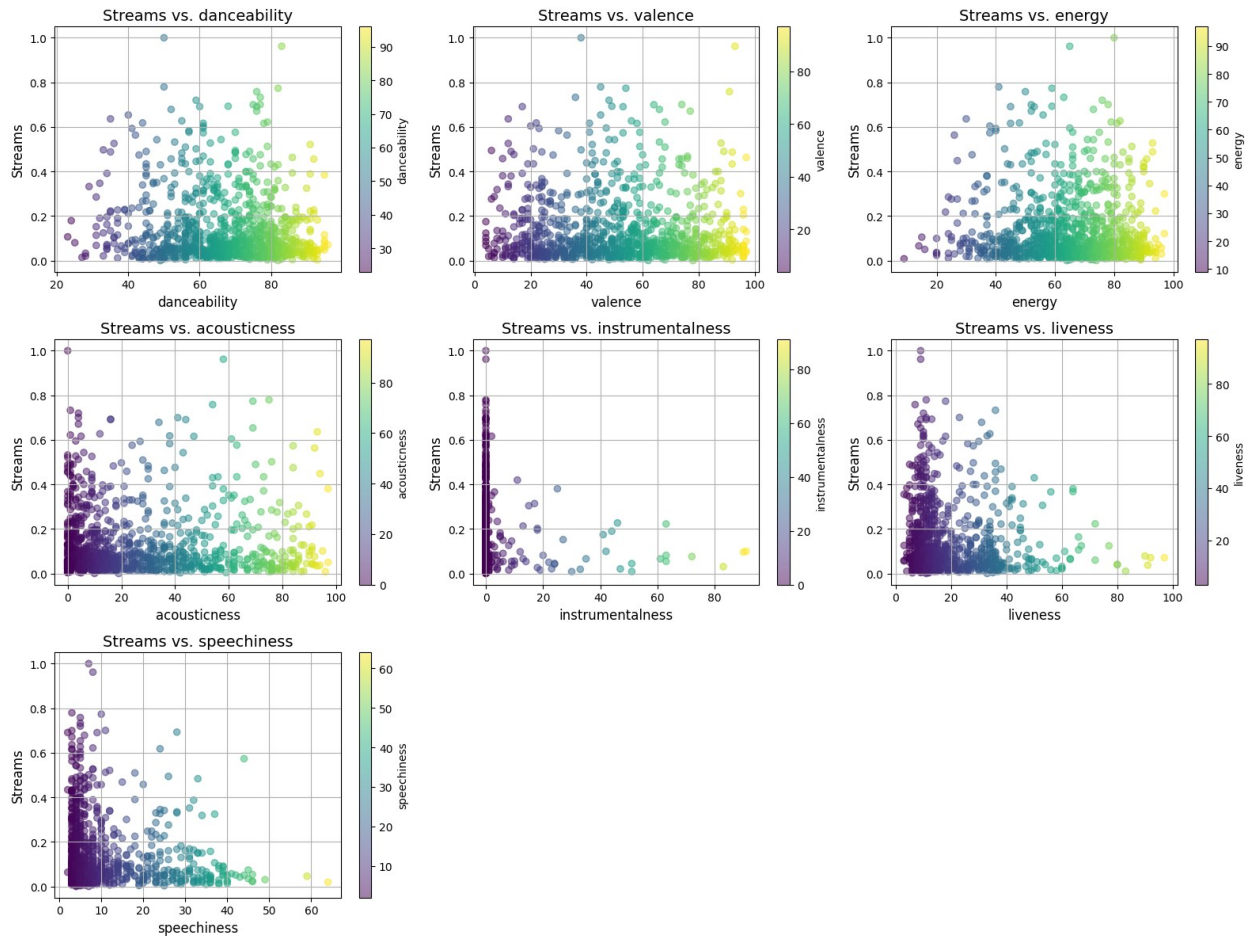 Streams vs. danceability
Streams
1.0
0.8
0.6
0.4
0.2
0.0
20 40 60 80
danceability
90
80
70
60
50
40
30
danceability
Streams vs. valence
Streams
1.0
0.8
0.6
0.4
0.2
0.0
0 20 40 60 80 100
valence
80
60
40
20
valence
Streams vs. energy
Streams
1.0
0.8
0.6
0.4
0.2
0.0
20 40 60 80 100
energy
90
80
70
60
50
40
30
20
10
energy
Streams vs. acousticness
Streams
1.0
0.8
0.6
0.4
0.2
0.0
0 20 40 60 80 100
acousticness
80
60
40
20
0
acousticness
Streams vs. instrumentalness
Streams
1.0
0.8
0.6
0.4
0.2
0.0
0 20 40 60 80
instrumentalness
80
60
40
20
0
instrumentalness
Streams vs. liveness
Streams
1.0
0.8
0.6
0.4
0.2
0.0
0 20 40 60 80 100
liveness
80
60
40
20
liveness
Streams vs. speechiness
Streams
1.0
0.8
0.6
0.4
0.2
0.0
0 10 20 30 40 50 60
speechiness
60
50
40
30
20
10
speechiness